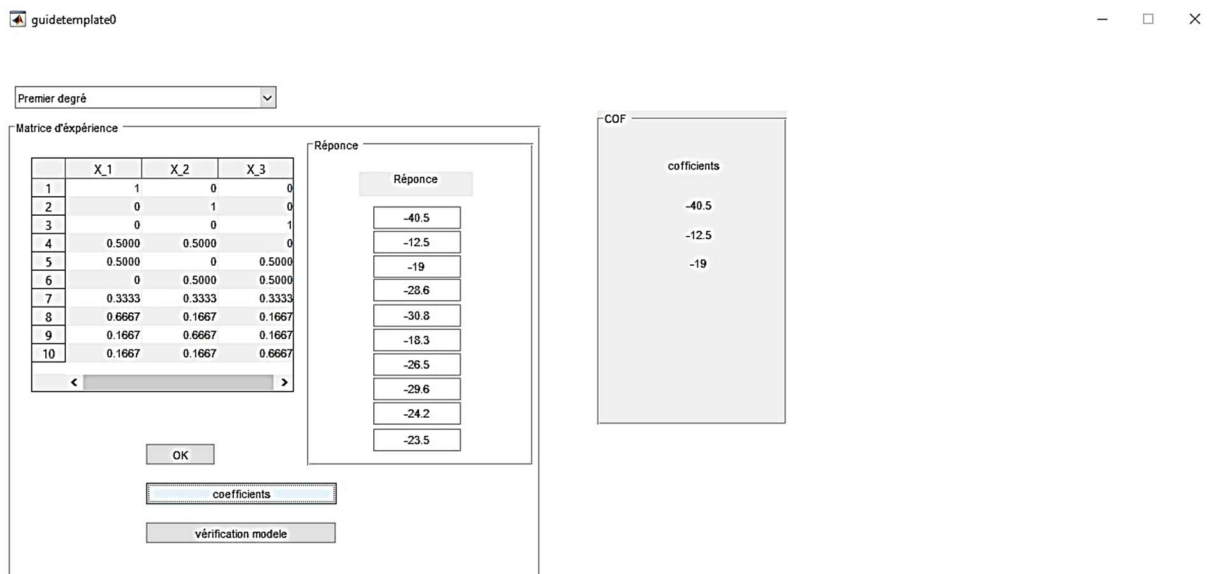 guidetemplate0
Premier degré
Matrice d'éxpérience
X_1 X_2 X_3
1 1 0 0
2 0 1 0
3 0 0 1
4 0.5000 0.5000 0
5 0.5000 0 0.5000
6 0 0.5000 0.5000
7 0.3333 0.3333 0.3333
8 0.6667 0.1667 0.1667
9 0.1667 0.6667 0.1667
10 0.1667 0.1667 0.6667
OK
coefficients
vérification modele
Réponce
Réponce
-40.5
-12.5
-19
-28.6
-30.8
-18.3
-26.5
-29.6
-24.2
-23.5
COF
cofficients
-40.5
-12.5
-19